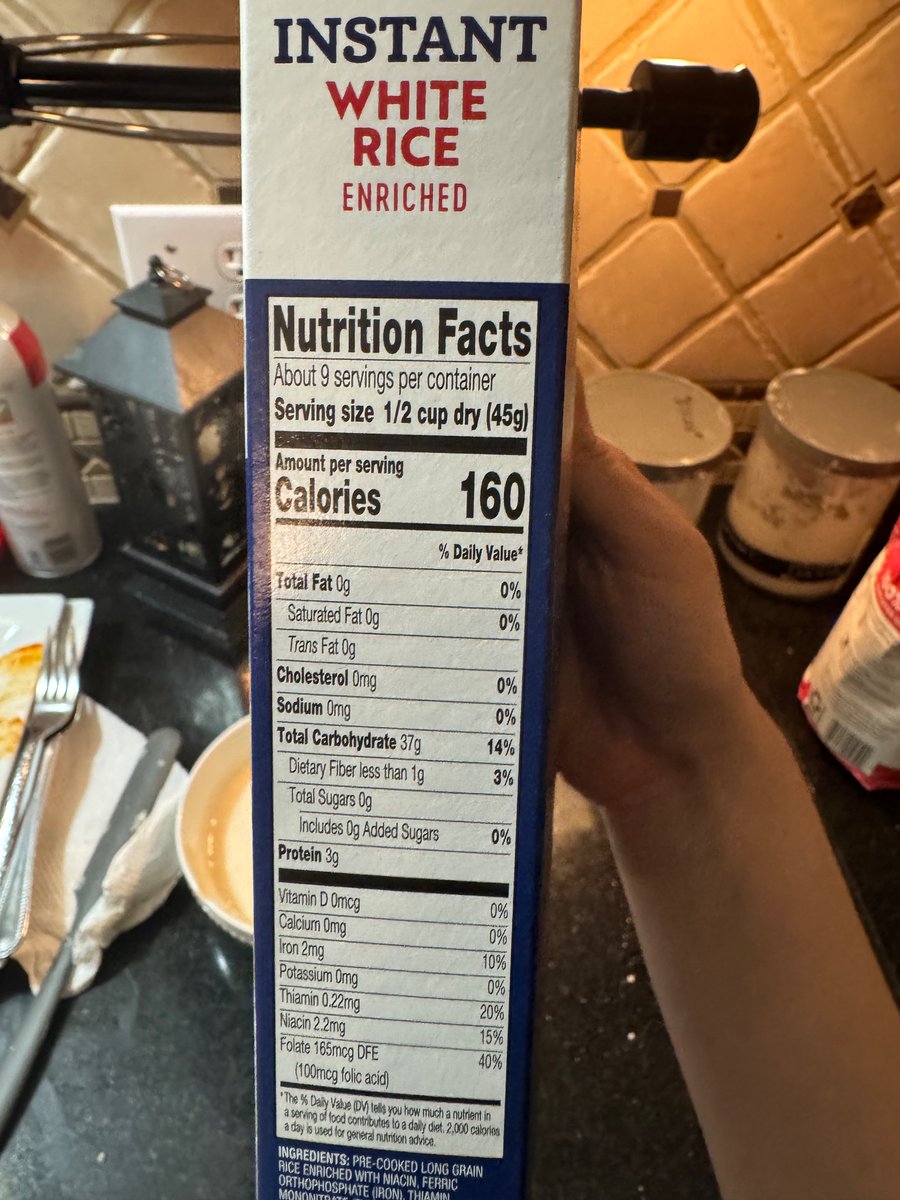 INSTANT
WHITE
RICE
ENRICHED
Nutrition Facts
About 9 servings per container
Serving size 1/2 cup dry (45g)
Amount per serving
Calories 160
% Daily Value*
Total Fat 0g 0%
Saturated Fat 0g 0%
Trans Fat 0g
Cholesterol 0mg 0%
Sodium 0mg 0%
Total Carbohydrate 37g 14%
Dietary Fiber less than 1g 3%
Total Sugars 0g
Includes 0g Added Sugars 0%
Protein 3g
Vitamin D 0mcg 0%
Calcium 0mg 0%
Iron 2mg 10%
Potassium 0mg 0%
Thiamin 0.22mg 20%
Niacin 2.2mg 15%
Folate 165mcg DFE 40%
(100mcg folic acid)
*The % Daily Value (DV) tells you how much a nutrient in
a serving of food contributes to a daily diet. 2,000 calories
a day is used for general nutrition advice.
INGREDIENTS: PRE-COOKED LONG GRAIN
RICE ENRICHED WITH NIACIN, FERRIC
ORTHOPHOSPHATE (IRON), THIAMIN